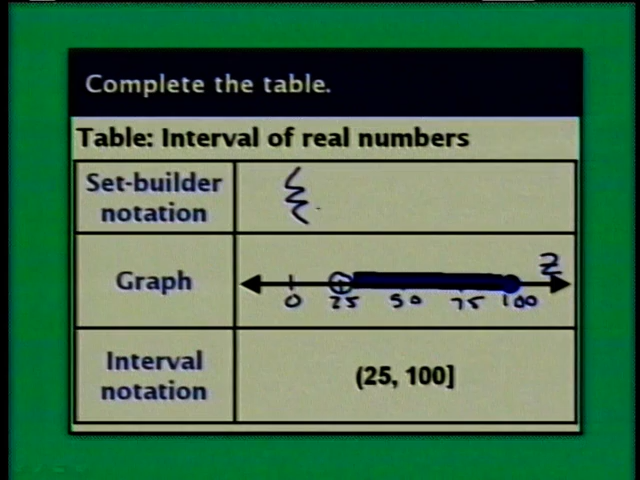 Complete the table.
Table: Interval of real numbers
Set-builder
notation
{
Graph
z
0 25 50 75 100
Interval
notation
(25, 100]